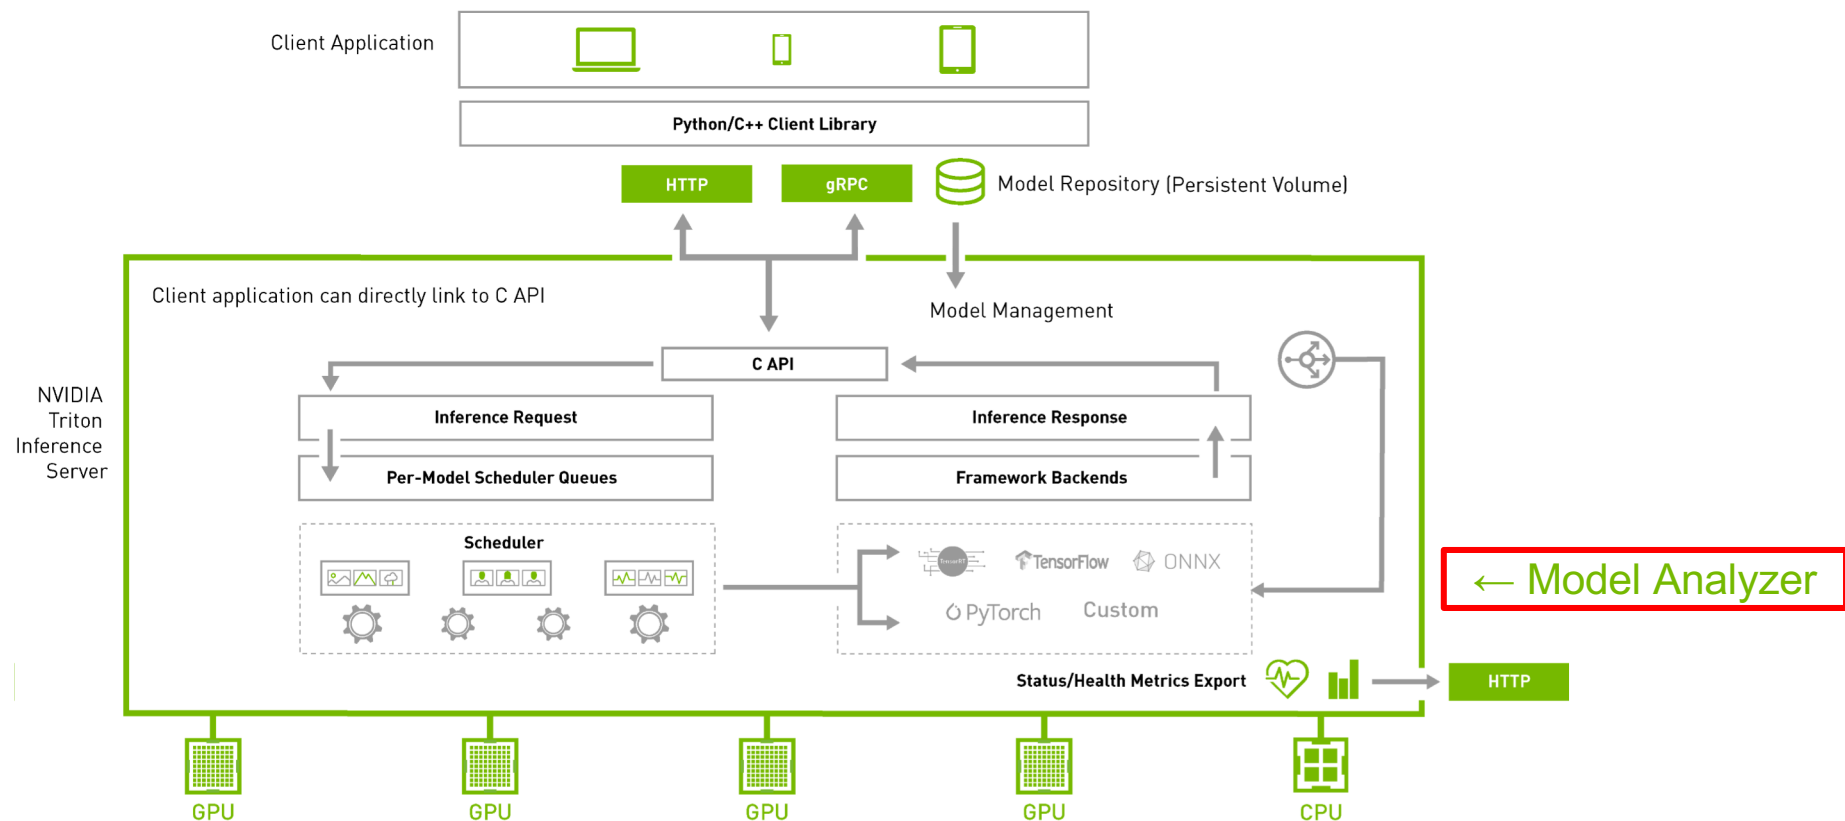 Client Application
Python/C++ Client Library
HTTP
gRPC
Model Repository (Persistent Volume)
Client application can directly link to C API
Model Management
C API
NVIDIA
Triton
Inference
Server
Inference Request
Inference Response
Per-Model Scheduler Queues
Framework Backends
Scheduler
TensorRT
TensorFlow
ONNX
PyTorch
Custom
← Model Analyzer
Status/Health Metrics Export
HTTP
GPU
GPU
GPU
GPU
CPU